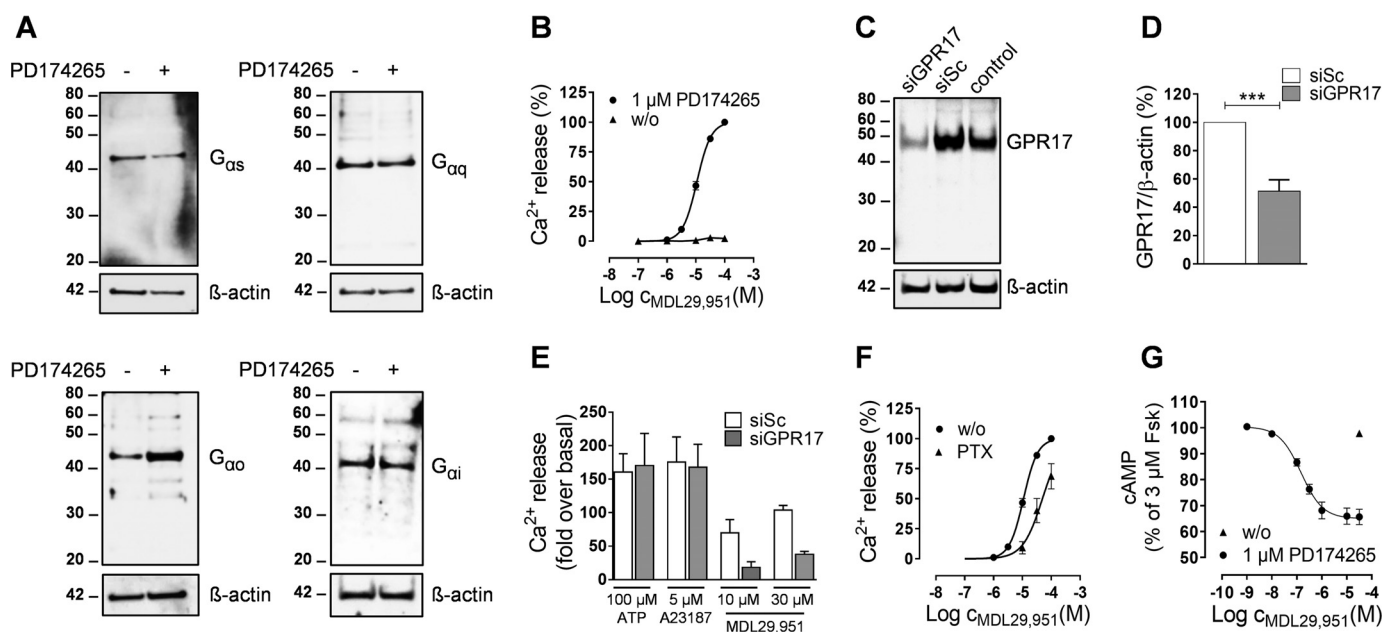 A
PD174265 - +
80
60
50
40
30
20
42
Gαs
ß-actin
PD174265 - +
80
60
50
40
30
20
42
Gαq
ß-actin
PD174265 - +
80
60
50
40
30
20
42
Gαo
ß-actin
PD174265 - +
80
60
50
40
30
20
42
Gαi
ß-actin
B
1 µM PD174265
w/o
Ca2+ release (%)
125
100
75
50
25
0
-8 -7 -6 -5 -4 -3
Log cMDL29,951(M)
C
siGPR17
siSc
control
80
60
50
40
30
20
42
GPR17
ß-actin
D
siSc
siGPR17
***
GPR17/β-actin (%)
120
100
80
60
40
20
0
E
siSc
siGPR17
Ca2+ release
(fold over basal)
250
200
150
100
50
0
100 µM 5 µM 10 µM 30 µM
ATP A23187 MDL29.951
F
w/o
PTX
Ca2+ release (%)
125
100
75
50
25
0
-8 -7 -6 -5 -4 -3
Log cMDL29,951(M)
G
cAMP
(% of 3 µM Fsk)
110
100
90
80
70
60
50
w/o
1 µM PD174265
-10 -9 -8 -7 -6 -5 -4
Log cMDL29,951(M)